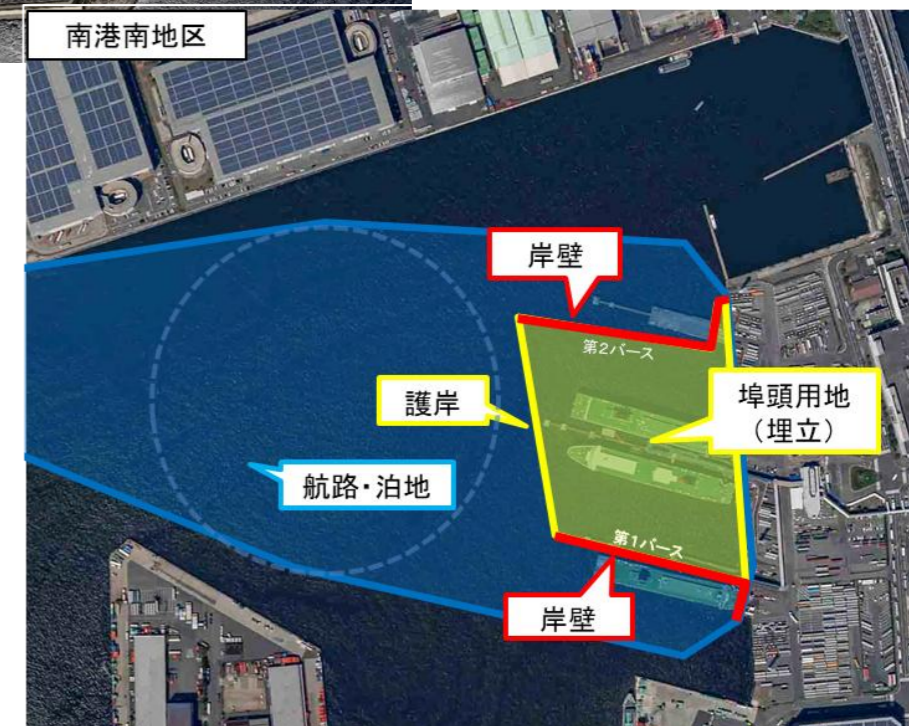 南港南地区
岸壁
第2バース
護岸
埠頭用地
(埋立)
航路・泊地
第1バース
岸壁